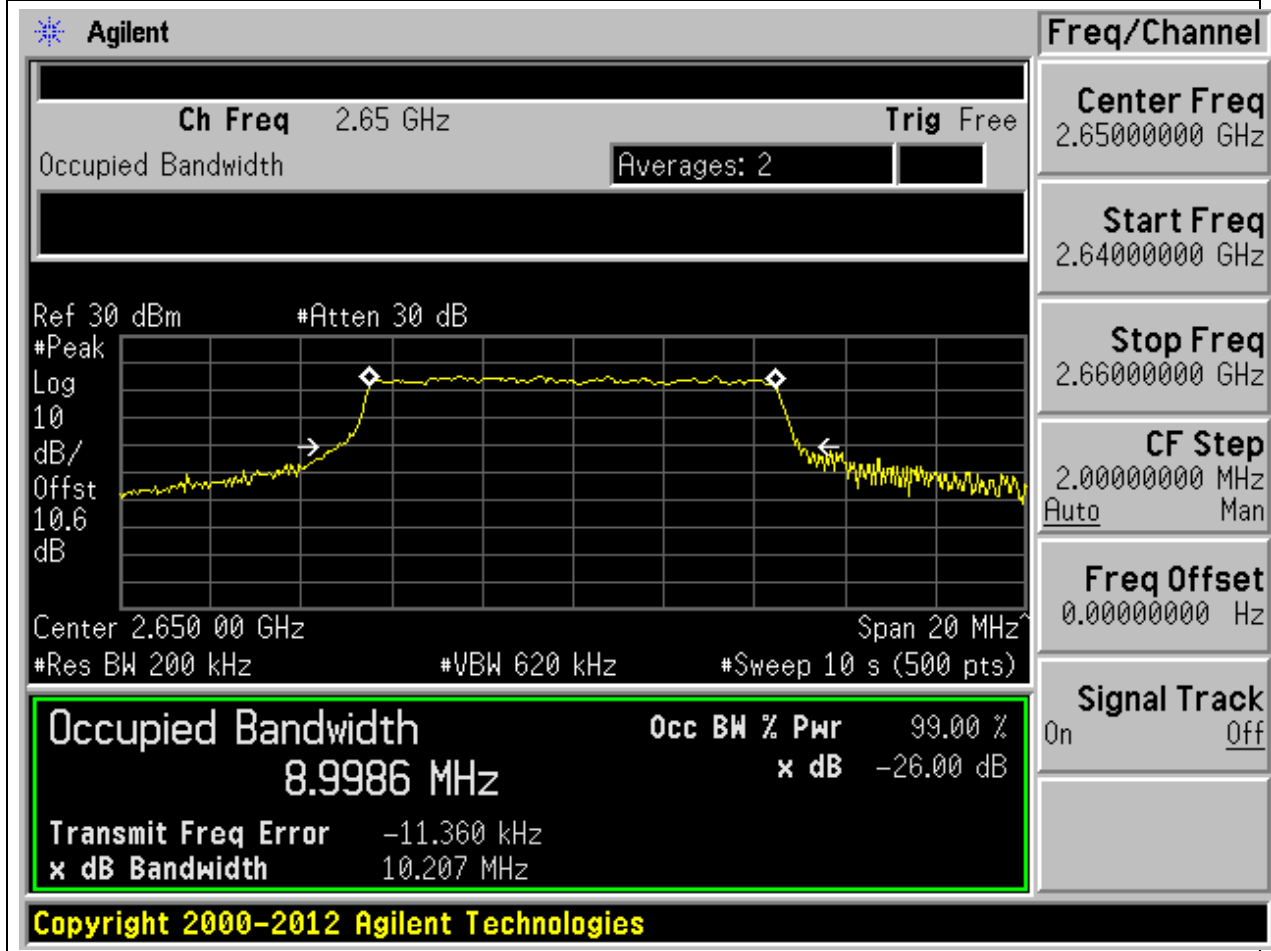 Agilent
Freq/Channel
Ch Freq 2.65 GHz Trig Free
Occupied Bandwidth Averages: 2
Center Freq
2.65000000 GHz
Start Freq
2.64000000 GHz
Stop Freq
2.66000000 GHz
CF Step
2.00000000 MHz
Auto Man
Freq Offset
0.00000000 Hz
Signal Track
On Off
Ref 30 dBm #Atten 30 dB
#Peak
Log
10
dB/
Offst
10.6
dB
Center 2.650 00 GHz Span 20 MHz^
#Res BW 200 kHz #VBW 620 kHz #Sweep 10 s (500 pts)
Occupied Bandwidth Occ BW % Pwr 99.00 %
8.9986 MHz x dB -26.00 dB
Transmit Freq Error -11.360 kHz
x dB Bandwidth 10.207 MHz
Copyright 2000-2012 Agilent Technologies